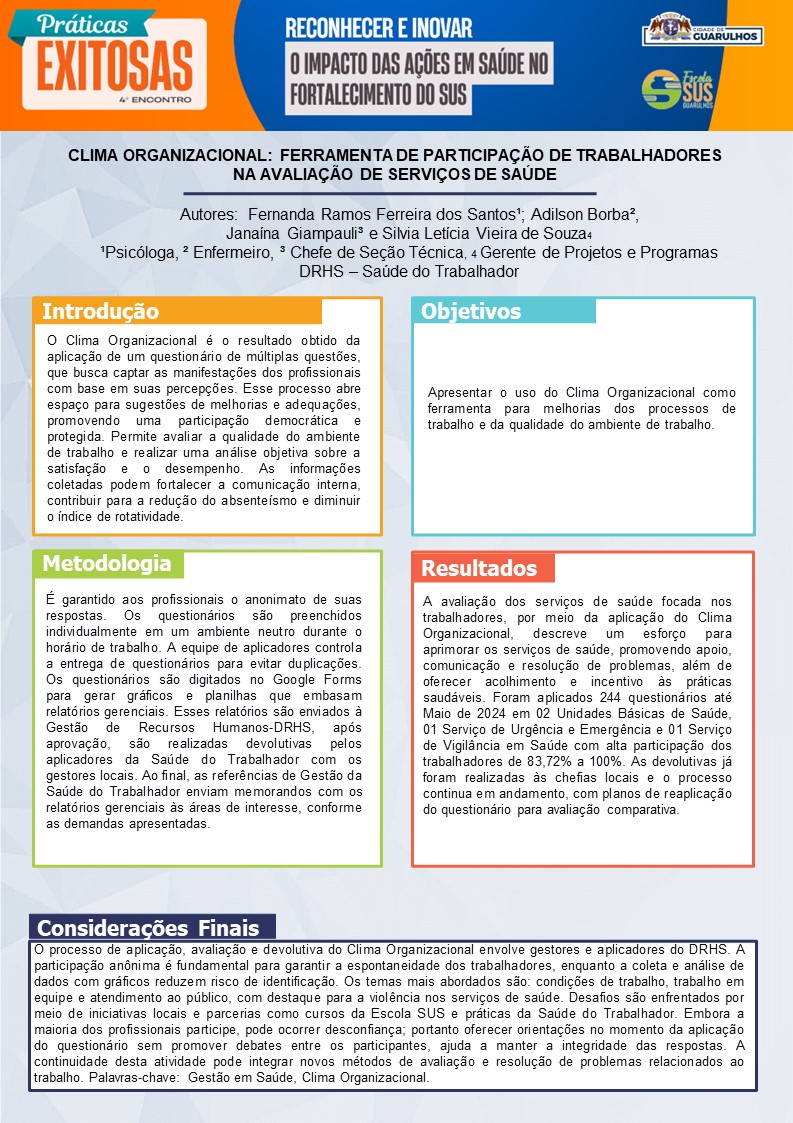 Práticas
EXITOSAS
4º ENCONTRO
RECONHECER E INOVAR
O IMPACTO DAS AÇÕES EM SAÚDE NO
FORTALECIMENTO DO SUS
CIDADE DE
GUARULHOS
Escola
SUS
GUARULHOS
CLIMA ORGANIZACIONAL: FERRAMENTA DE PARTICIPAÇÃO DE TRABALHADORES
NA AVALIAÇÃO DE SERVIÇOS DE SAÚDE
Autores: Fernanda Ramos Ferreira dos Santos¹; Adilson Borba²,
Janaína Giampauli³ e Silvia Letícia Vieira de Souza4
¹Psicóloga, ² Enfermeiro, ³ Chefe de Seção Técnica, 4 Gerente de Projetos e Programas
DRHS – Saúde do Trabalhador
Introdução
O Clima Organizacional é o resultado obtido da
aplicação de um questionário de múltiplas questões,
que busca captar as manifestações dos profissionais
com base em suas percepções. Esse processo abre
espaço para sugestões de melhorias e adequações,
promovendo uma participação democrática e
protegida. Permite avaliar a qualidade do ambiente
de trabalho e realizar uma análise objetiva sobre a
satisfação e o desempenho. As informações
coletadas podem fortalecer a comunicação interna,
contribuir para a redução do absenteísmo e diminuir
o índice de rotatividade.
Objetivos
Apresentar o uso do Clima Organizacional como
ferramenta para melhorias dos processos de
trabalho e da qualidade do ambiente de trabalho.
Metodologia
É garantido aos profissionais o anonimato de suas
respostas. Os questionários são preenchidos
individualmente em um ambiente neutro durante o
horário de trabalho. A equipe de aplicadores controla
a entrega de questionários para evitar duplicações.
Os questionários são digitados no Google Forms
para gerar gráficos e planilhas que embasam
relatórios gerenciais. Esses relatórios são enviados à
Gestão de Recursos Humanos-DRHS, após
aprovação, são realizadas devolutivas pelos
aplicadores da Saúde do Trabalhador com os
gestores locais. Ao final, as referências de Gestão da
Saúde do Trabalhador enviam memorandos com os
relatórios gerenciais às áreas de interesse, conforme
as demandas apresentadas.
Resultados
A avaliação dos serviços de saúde focada nos
trabalhadores, por meio da aplicação do Clima
Organizacional, descreve um esforço para
aprimorar os serviços de saúde, promovendo apoio,
comunicação e resolução de problemas, além de
oferecer acolhimento e incentivo às práticas
saudáveis. Foram aplicados 244 questionários até
Maio de 2024 em 02 Unidades Básicas de Saúde,
01 Serviço de Urgência e Emergência e 01 Serviço
de Vigilância em Saúde com alta participação dos
trabalhadores de 83,72% a 100%. As devolutivas já
foram realizadas às chefias locais e o processo
continua em andamento, com planos de reaplicação
do questionário para avaliação comparativa.
Considerações Finais
O processo de aplicação, avaliação e devolutiva do Clima Organizacional envolve gestores e aplicadores do DRHS. A
participação anônima é fundamental para garantir a espontaneidade dos trabalhadores, enquanto a coleta e análise de
dados com gráficos reduzem risco de identificação. Os temas mais abordados são: condições de trabalho, trabalho em
equipe e atendimento ao público, com destaque para a violência nos serviços de saúde. Desafios são enfrentados por
meio de iniciativas locais e parcerias como cursos da Escola SUS e práticas da Saúde do Trabalhador. Embora a
maioria dos profissionais participe, pode ocorrer desconfiança; portanto oferecer orientações no momento da aplicação
do questionário sem promover debates entre os participantes, ajuda a manter a integridade das respostas. A
continuidade desta atividade pode integrar novos métodos de avaliação e resolução de problemas relacionados ao
trabalho. Palavras-chave: Gestão em Saúde, Clima Organizacional.